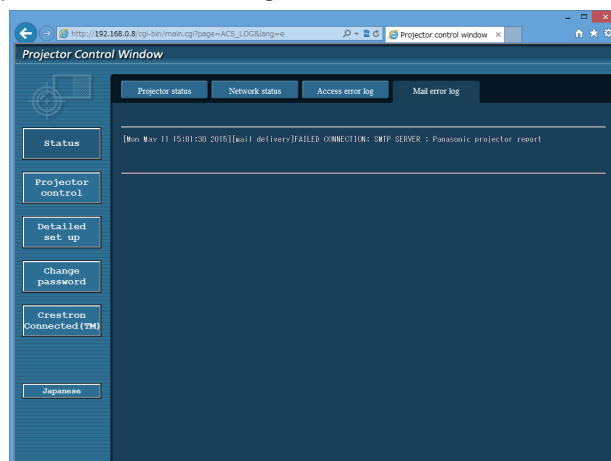 http://192.168.0.8/cgi-bin/main.cgi?page=ACS_LOG&lang=e
Projector control window
Projector Control Window
Projector status
Network status
Access error log
Mail error log
[Mon May 11 15:01:30 2015][mail delivery]FAILED CONNECTION: SMTP SERVER : Panasonic projector report
Status
Projector
control
Detailed
set up
Change
password
Crestron
Connected(TM)
Japanese